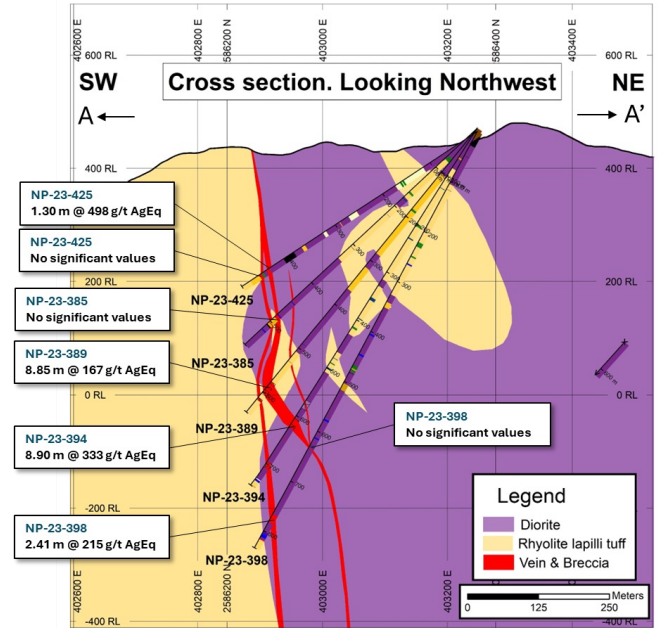 402600 E
402800 E
586200 N
403000 E
403200 E
586400 N
403400 E
600 RL
600 RL
SW
Cross section. Looking Northwest
NE
A
A'
400 RL
400 RL
NP-23-425
1.30 m @ 498 g/t AgEq
NP-23-425
No significant values
200 RL
200 RL
NP-23-425
NP-23-385
No significant values
NP-23-385
NP-23-389
8.85 m @ 167 g/t AgEq
0 RL
0 RL
NP-23-389
NP-23-398
No significant values
NP-23-394
8.90 m @ 333 g/t AgEq
NP-23-394
Legend
Diorite
Rhyolite lapilli tuff
Vein & Breccia
-200 RL
NP-23-398
2.41 m @ 215 g/t AgEq
NP-23-398
Meters
0
125
250
402600 E
402800 E
2586200 N
403000 E
403200 E
-400 RL
-400 RL